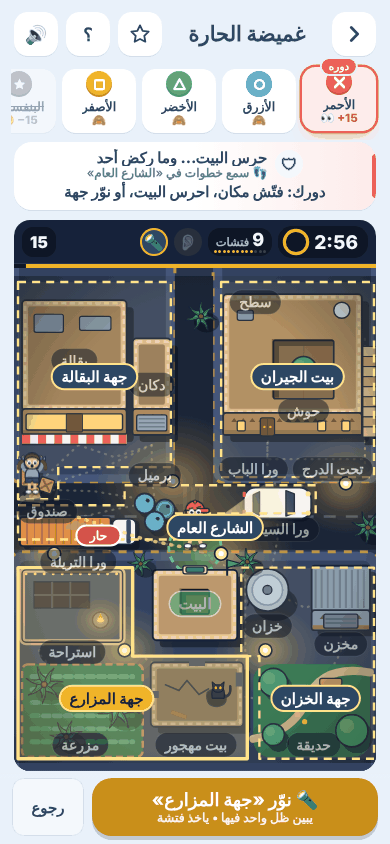 غميضة الحارة
؟
دوره
الأحمر
+15
الأزرق
الأخضر
الأصفر
البنفسجي
−15
حرس البيت… وما ركض أحد
سمع خطوات في «الشارع العام»
دورك: فتّش مكان، احرس البيت، أو نوّر جهة
2:56
9 فتشات
15
سطح
بقالة
جهة البقالة
بيت الجيران
دكان
حوش
برميل
ورا الباب
تحت الدرج
صندوق
الشارع العام
حار
ورا التريلة
البيت
خزان
مخزن
استراحة
جهة المزارع
جهة الخزان
مزرعة
بيت مهجور
حديقة
نوّر «جهة المزارع»
يبين ظل واحد فيها • ياخذ فتشة
رجوع